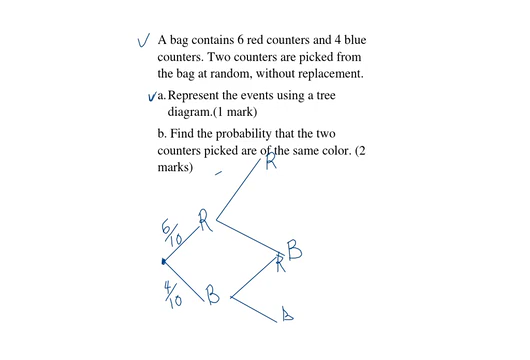 A bag contains 6 red counters and 4 blue
counters. Two counters are picked from
the bag at random, without replacement.
a. Represent the events using a tree
diagram.(1 mark)
b. Find the probability that the two
counters picked are of the same color. (2
marks)
R
6/10 R
B
R
4/10 B
B